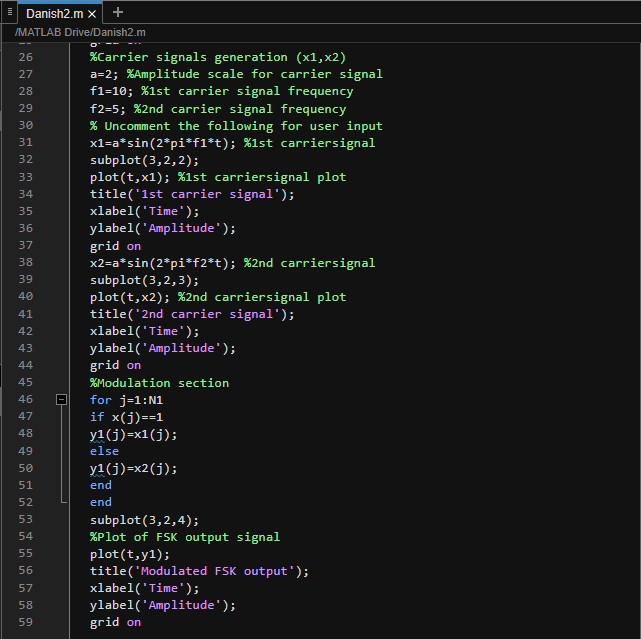 Danish2.m × +
/MATLAB Drive/Danish2.m
26 %Carrier signals generation (x1,x2)
27 a=2; %Amplitude scale for carrier signal
28 f1=10; %1st carrier signal frequency
29 f2=5; %2nd carrier signal frequency
30 % Uncomment the following for user input
31 x1=a*sin(2*pi*f1*t); %1st carriersignal
32 subplot(3,2,2);
33 plot(t,x1); %1st carriersignal plot
34 title('1st carrier signal');
35 xlabel('Time');
36 ylabel('Amplitude');
37 grid on
38 x2=a*sin(2*pi*f2*t); %2nd carriersignal
39 subplot(3,2,3);
40 plot(t,x2); %2nd carriersignal plot
41 title('2nd carrier signal');
42 xlabel('Time');
43 ylabel('Amplitude');
44 grid on
45 %Modulation section
46 for j=1:N1
47 if x(j)==1
48 y1(j)=x1(j);
49 else
50 y1(j)=x2(j);
51 end
52 end
53 subplot(3,2,4);
54 %Plot of FSK output signal
55 plot(t,y1);
56 title('Modulated FSK output');
57 xlabel('Time');
58 ylabel('Amplitude');
59 grid on